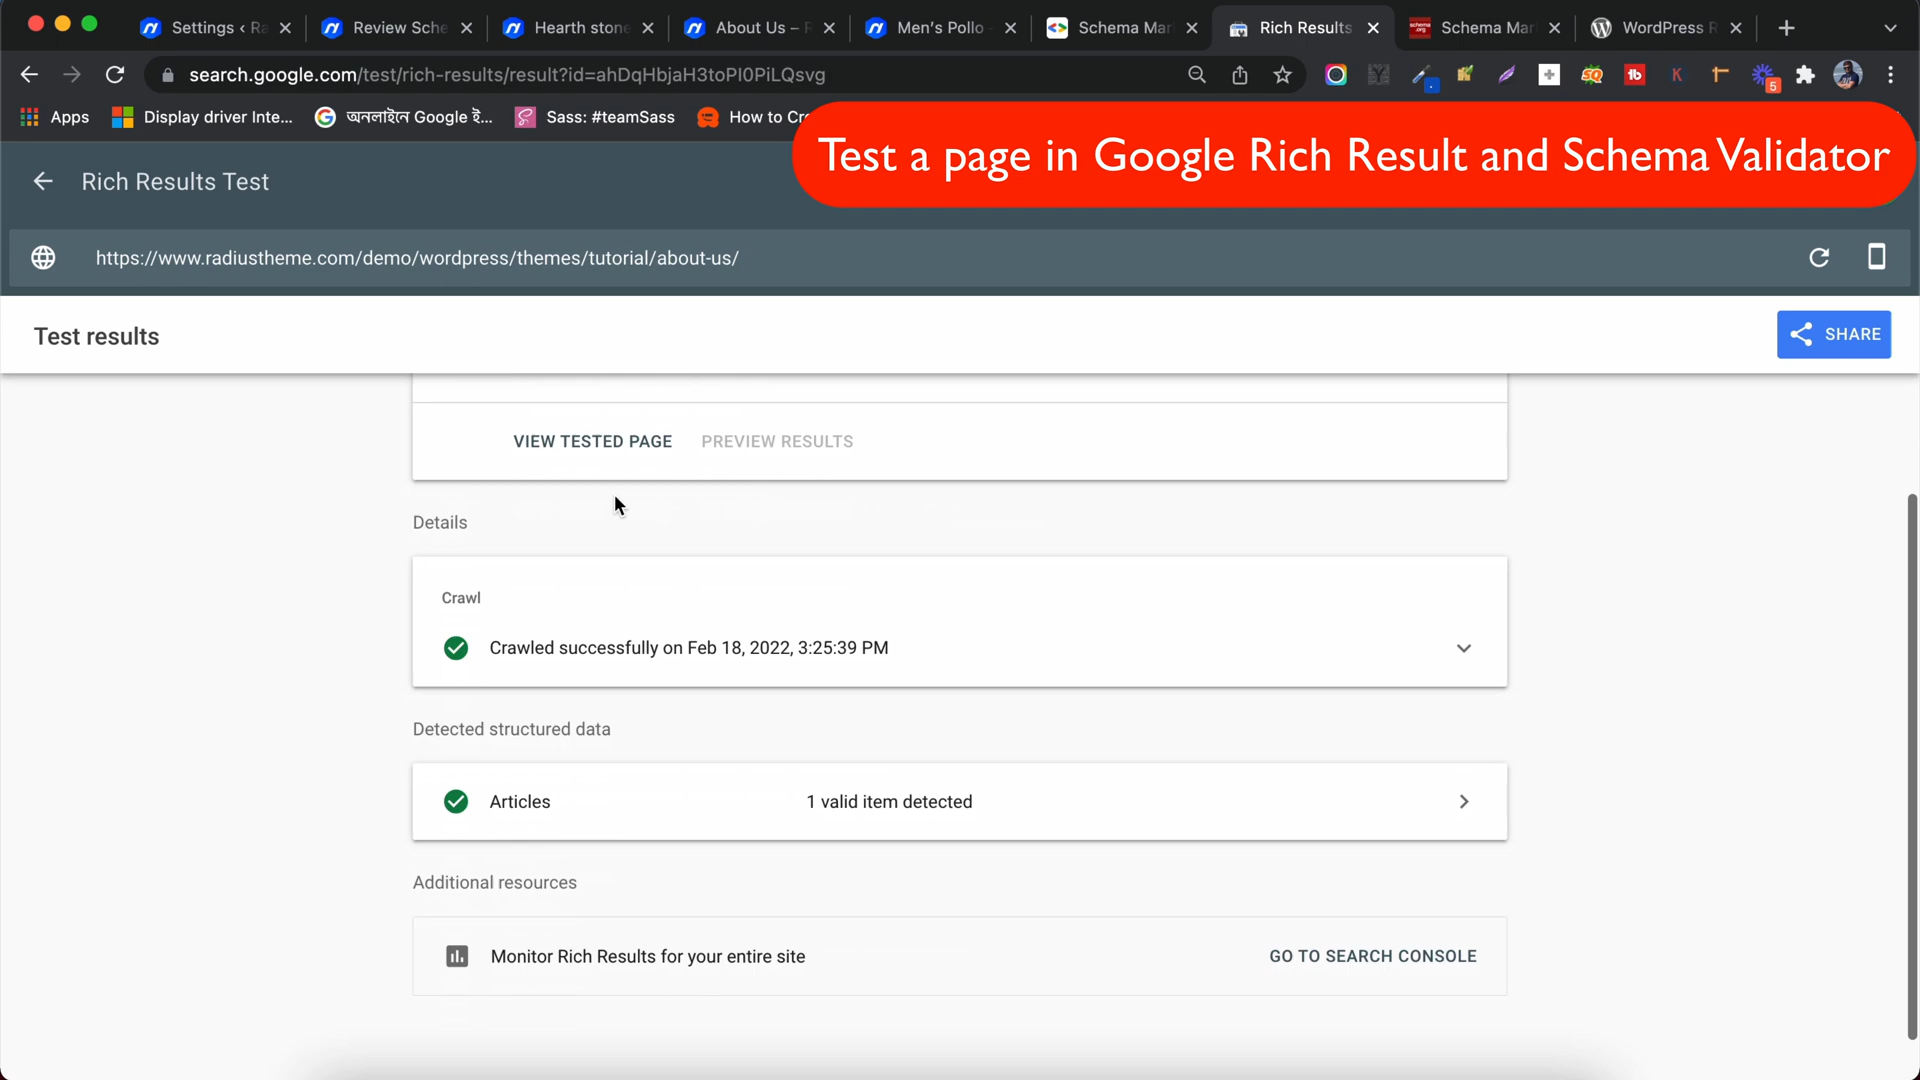 Settings ‹ Ra
Review Sche
Hearth stone
About Us – R
Men's Pollo -
Schema Mar
Rich Results
Schema Mar
WordPress R
search.google.com/test/rich-results/result?id=ahDqHbjaH3toPI0PiLQsvg
5
Apps
Display driver Inte...
অনলাইনে Google ই...
Sass: #teamSass
How to Cr
Test a page in Google Rich Result and Schema Validator
Rich Results Test
https://www.radiustheme.com/demo/wordpress/themes/tutorial/about-us/
Test results
SHARE
VIEW TESTED PAGE
PREVIEW RESULTS
Details
Crawl
Crawled successfully on Feb 18, 2022, 3:25:39 PM
Detected structured data
Articles
1 valid item detected
Additional resources
Monitor Rich Results for your entire site
GO TO SEARCH CONSOLE